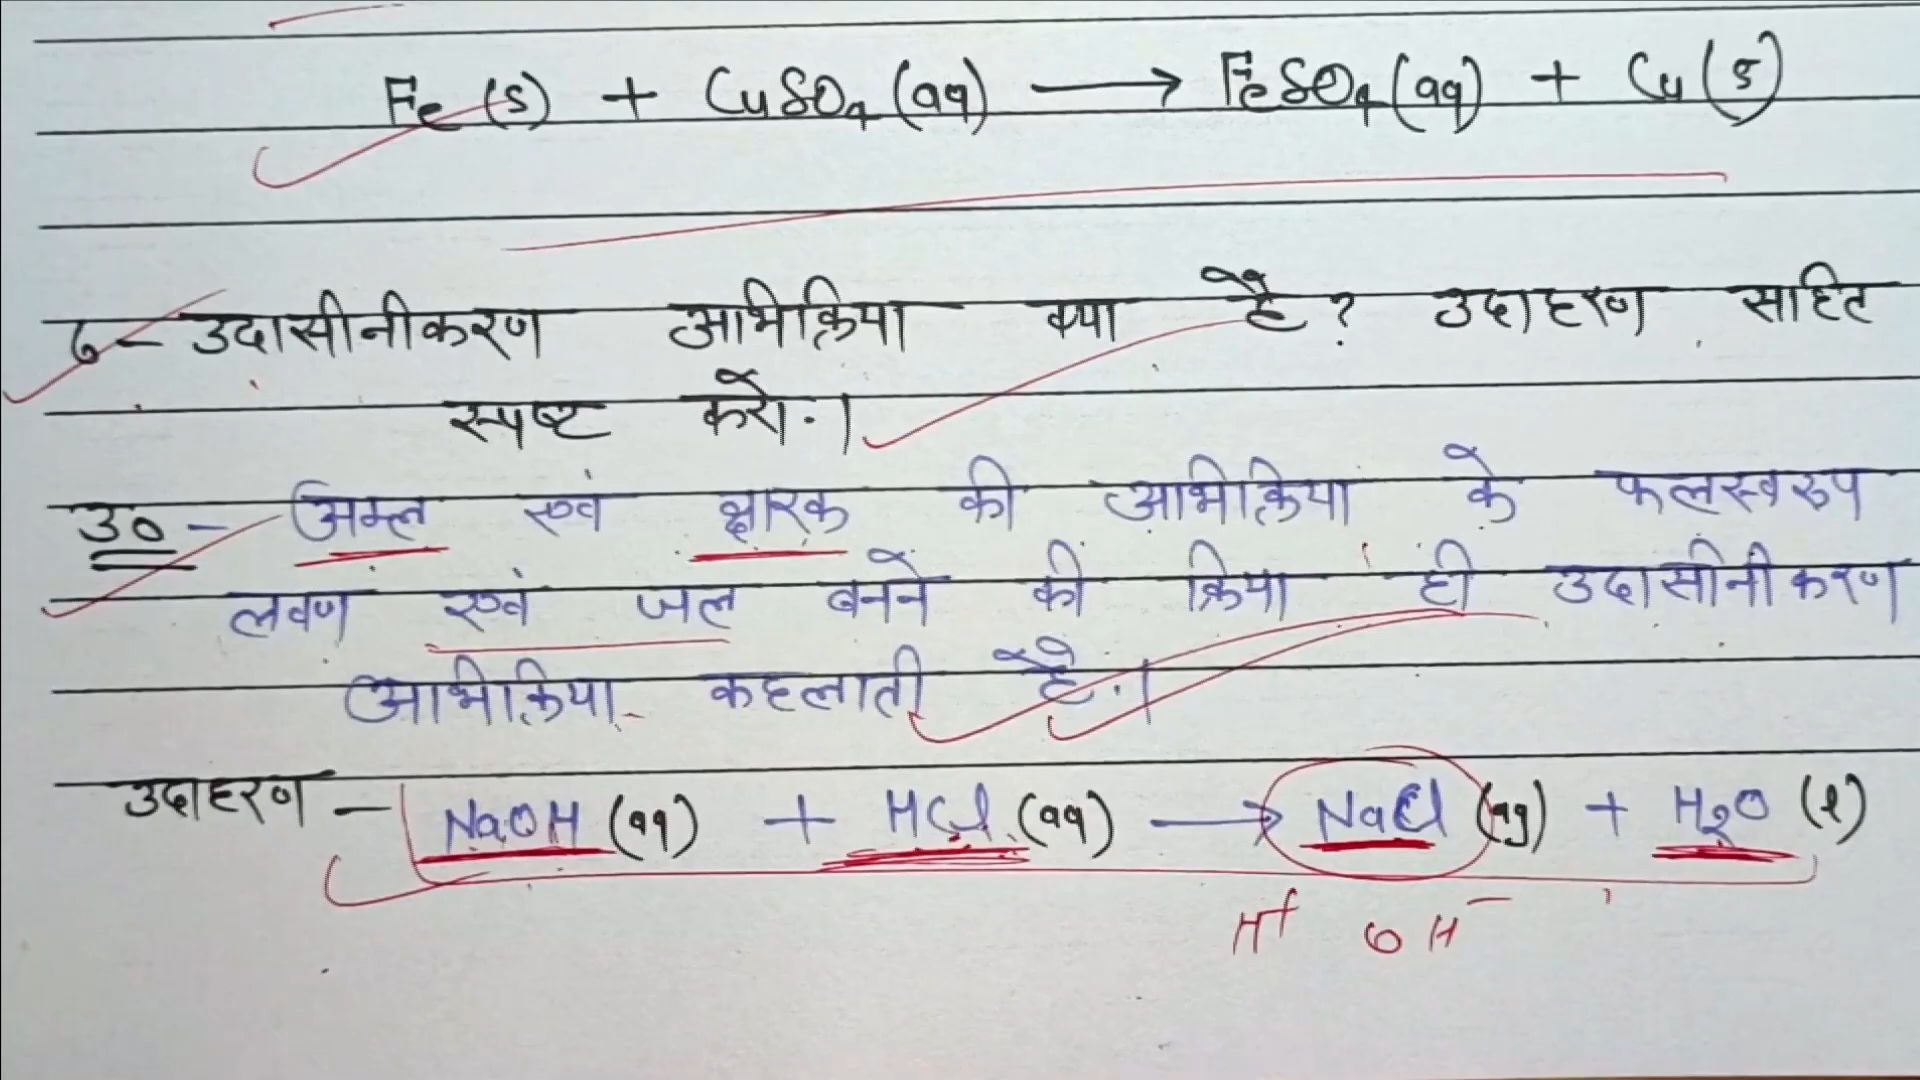 Fe (s) + CuSO₄ (aq) ⟶ FeSO₄ (aq) + Cu (s)
८ – उदासीनीकरण अभिक्रिया क्या है? उदाहरण सहित
स्पष्ट करो।
उ० – अम्ल एवं क्षारक की अभिक्रिया के फलस्वरूप
लवण एवं जल बनने की क्रिया ही उदासीनीकरण
अभिक्रिया कहलाती है।
उदाहरण – NaOH (aq) + HCl (aq) ⟶ NaCl (aq) + H₂O (l)
H⁺ OH⁻